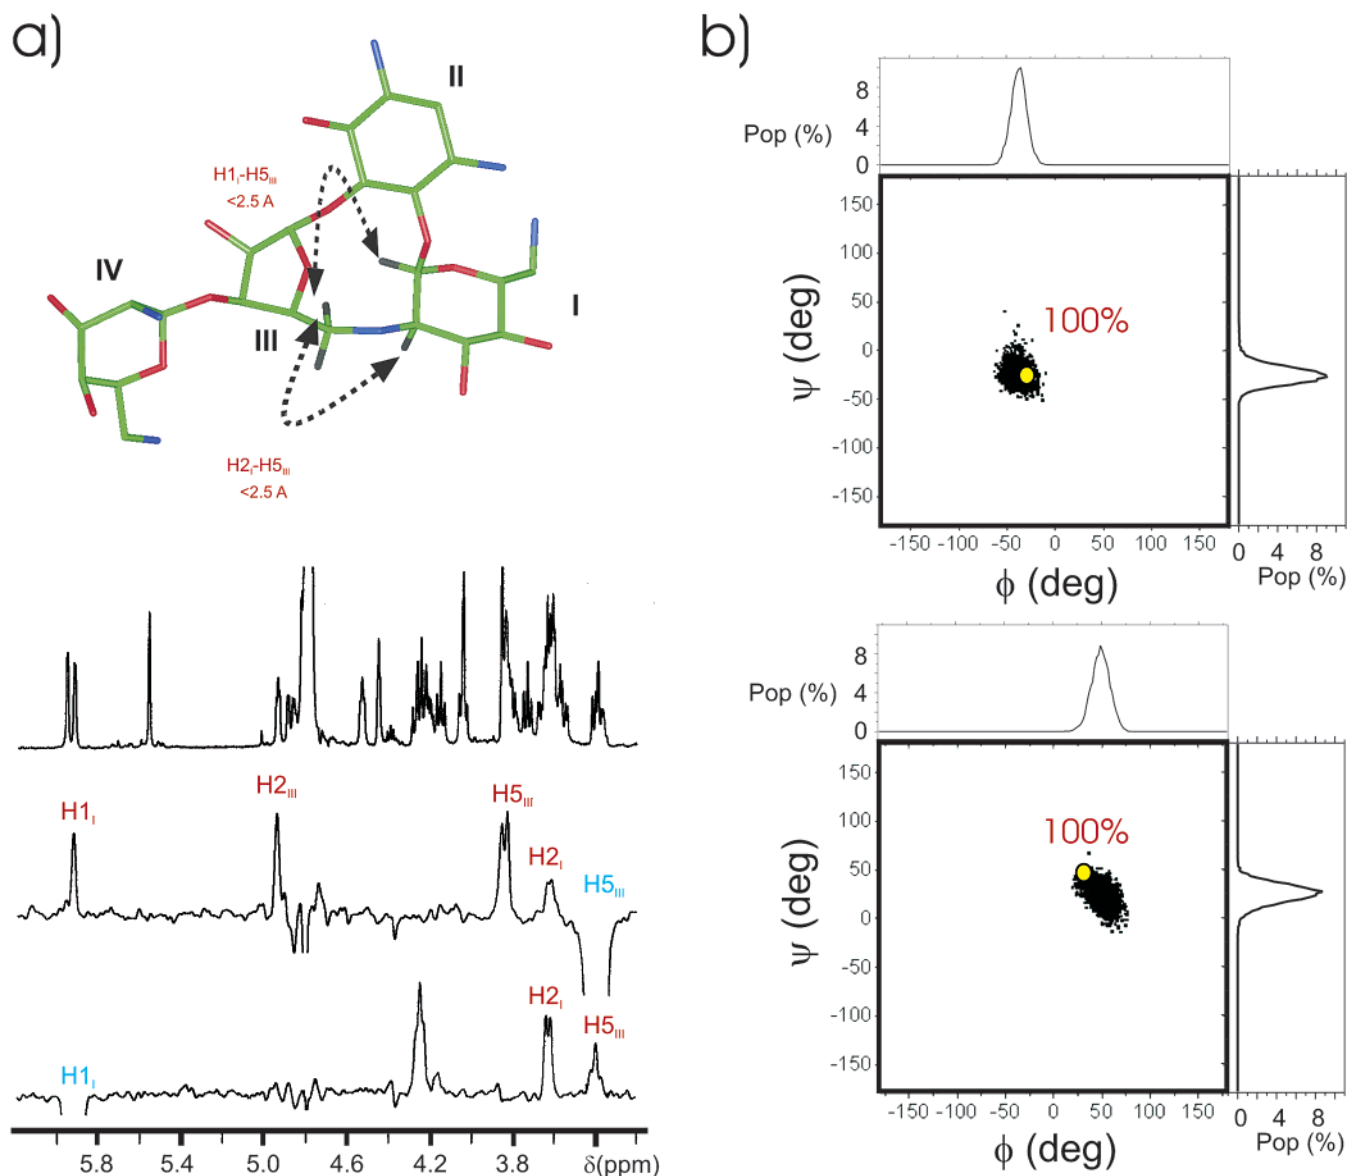 a)
II
H1I-H5III
<2.5 A
IV
III
I
H2I-H5III
<2.5 A
H1I
H2III
H5III'
H2I
H5III
H2I
H5III
H1I
5.8 5.4 5.0 4.6 4.2 3.8 δ(ppm)
b)
8
Pop (%) 4
0
150
100
50
0
-50
-100
-150
ψ (deg)
100%
-150 -100 -50 0 50 100 150
ϕ (deg)
0 4 8
Pop (%)
8
Pop (%) 4
0
150
100
50
0
-50
-100
-150
ψ (deg)
100%
-150 -100 -50 0 50 100 150
ϕ (deg)
0 4 8
Pop (%)